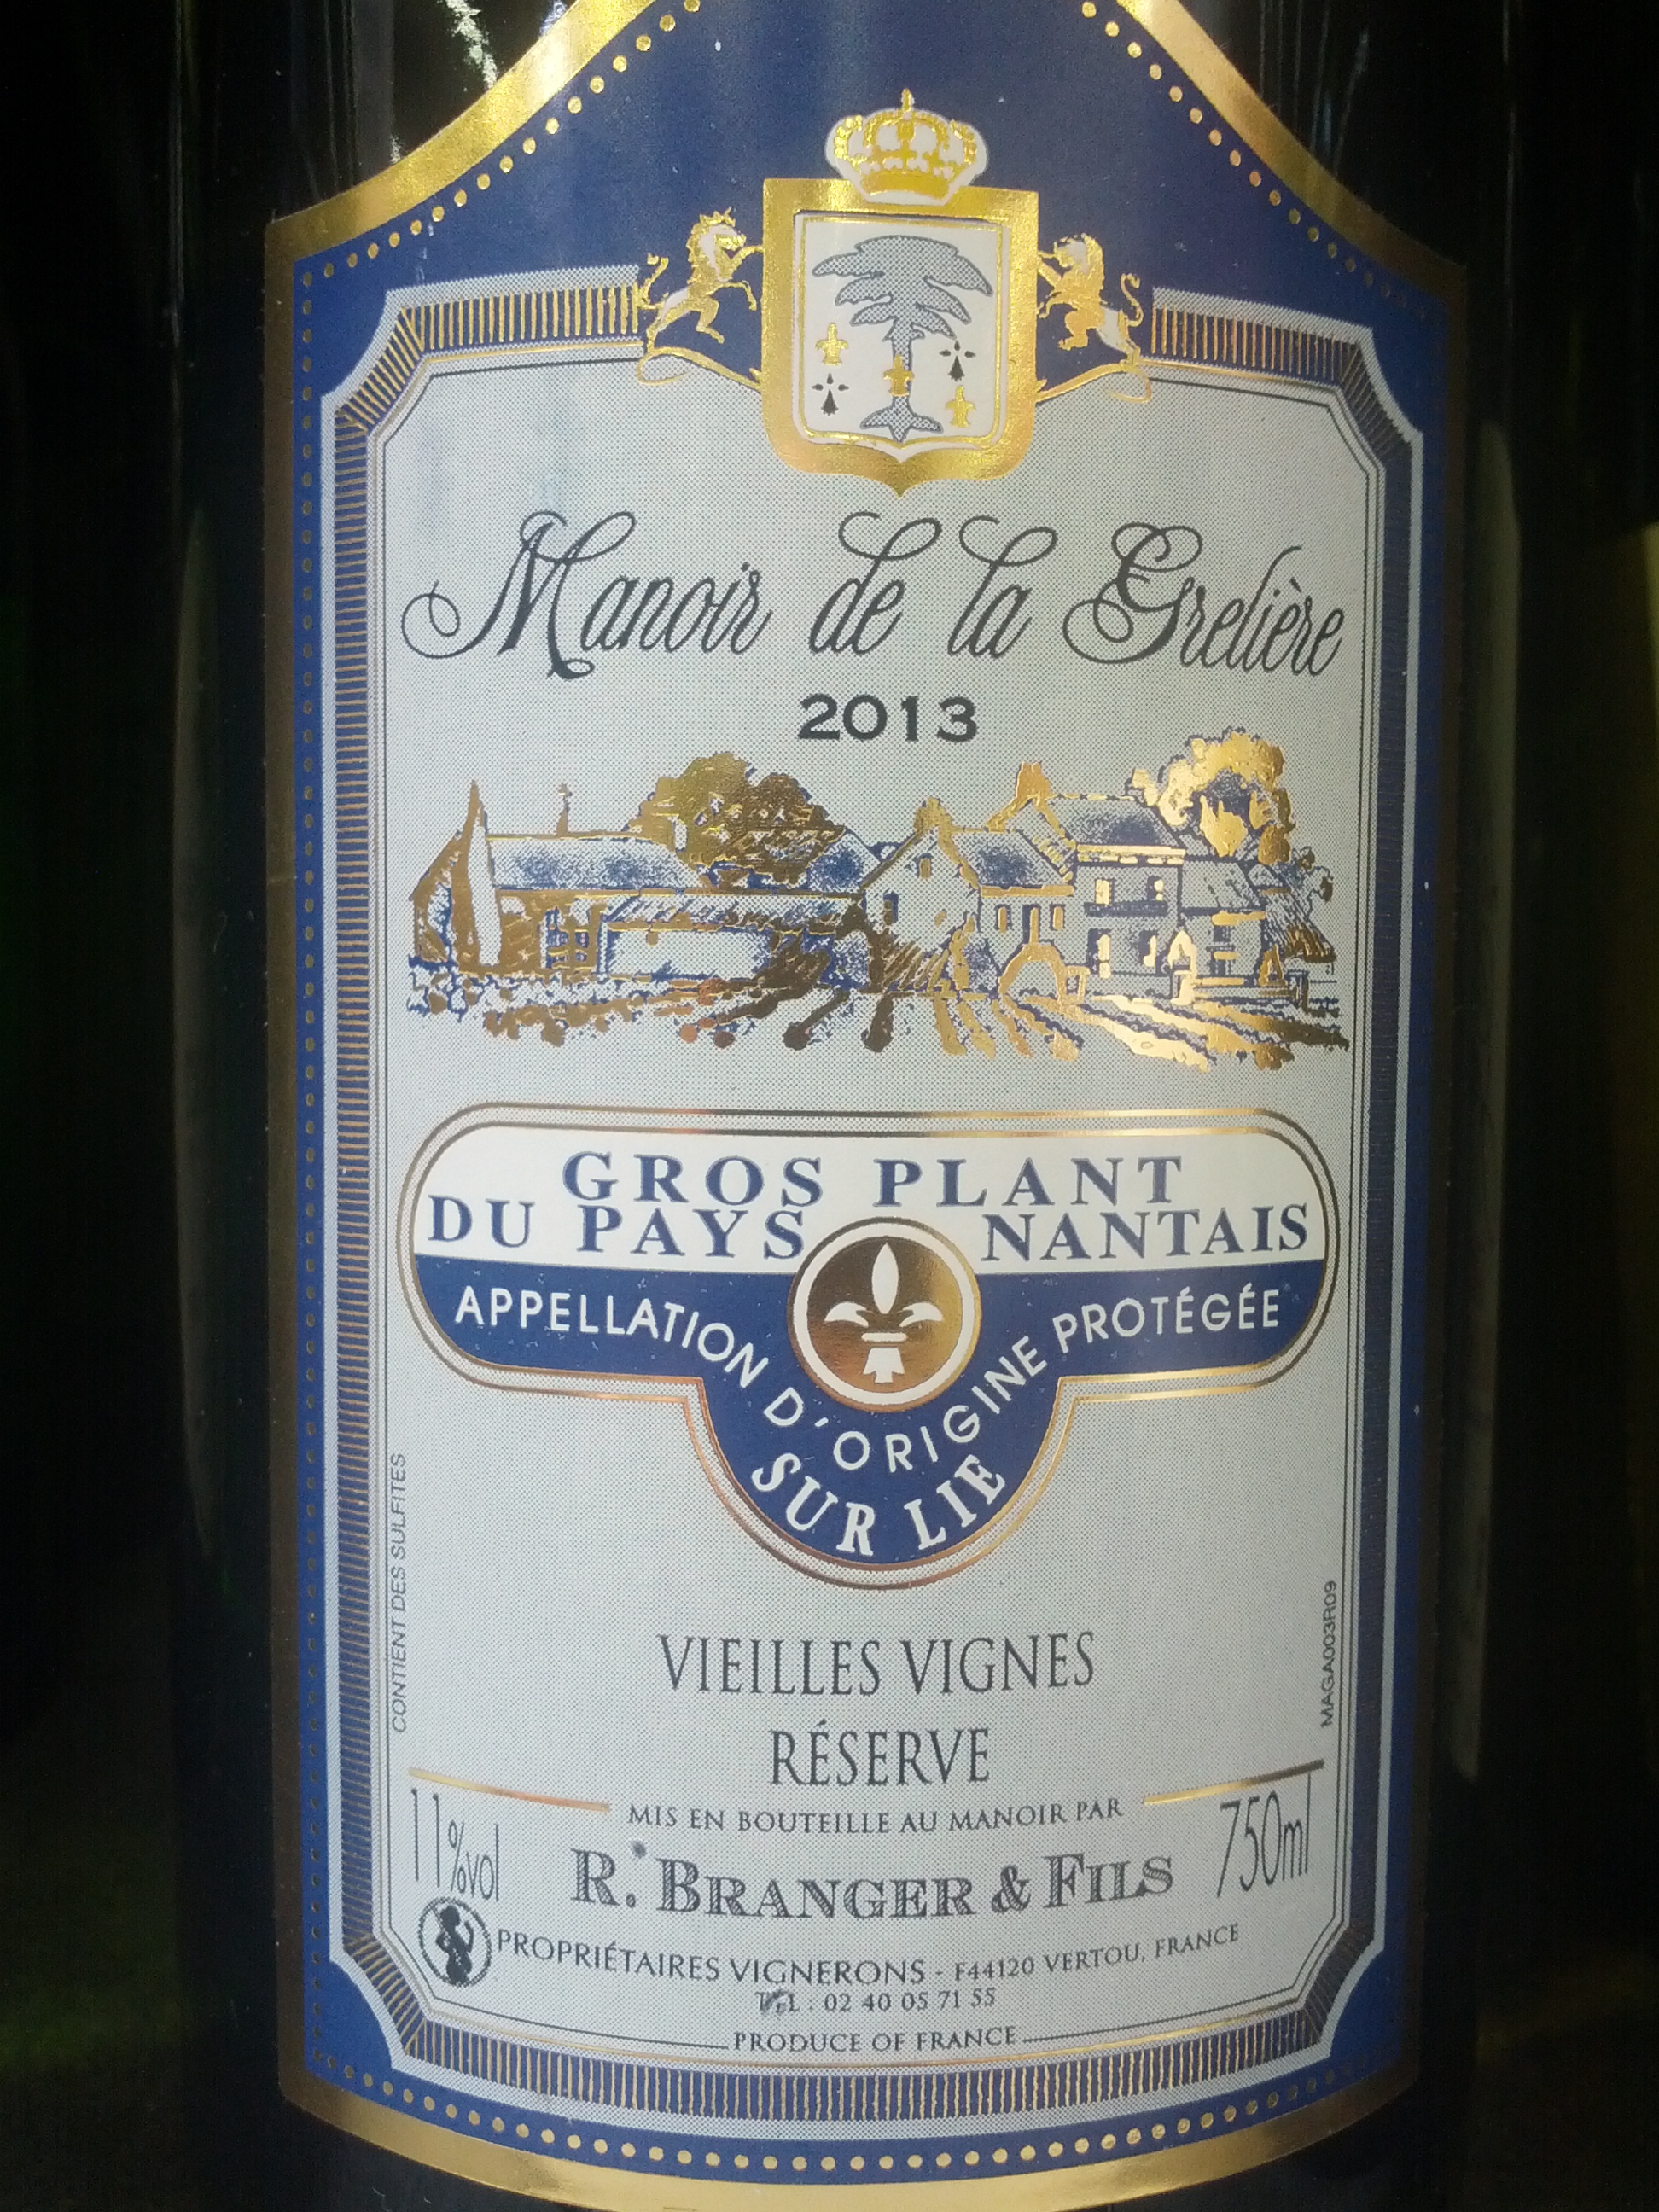 Manoir de la Grelière
2013
GROS PLANT
DU PAYS NANTAIS
APPELLATION D'ORIGINE PROTÉGÉE
SUR LIE
CONTIENT DES SULFITES
MAGA003R09
VIEILLES VIGNES
RÉSERVE
MIS EN BOUTEILLE AU MANOIR PAR
11%vol
R. BRANGER & FILS
750ml
PROPRIÉTAIRES VIGNERONS - F44120 VERTOU, FRANCE
TÉL : 02 40 05 71 55
PRODUCE OF FRANCE